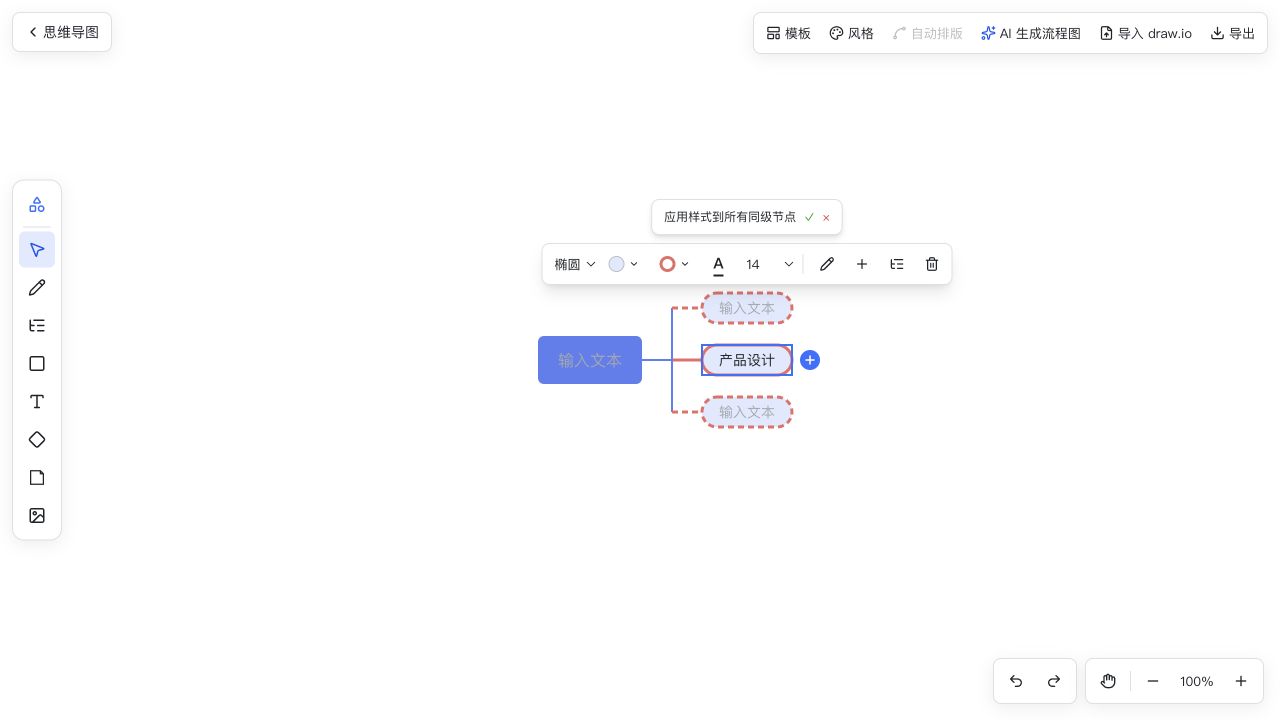 思维导图
模板
风格
自动排版
AI 生成流程图
导入 draw.io
导出
应用样式到所有同级节点
椭圆
A
14
输入文本
输入文本
产品设计
输入文本
100%